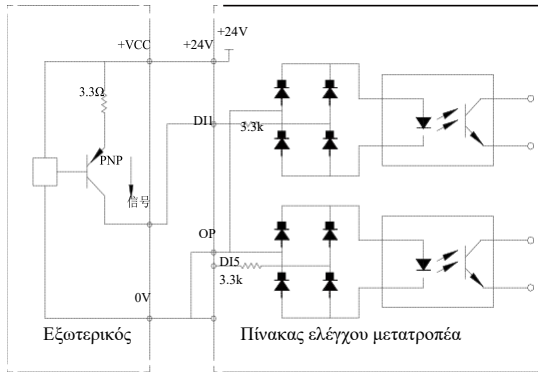 +24V
+VCC
+24V
3.3Ω
DI1
3.3k
PNP
信号
OP
DI5
3.3k
0V
Εξωτερικός
Πίνακας ελέγχου μετατροπέα